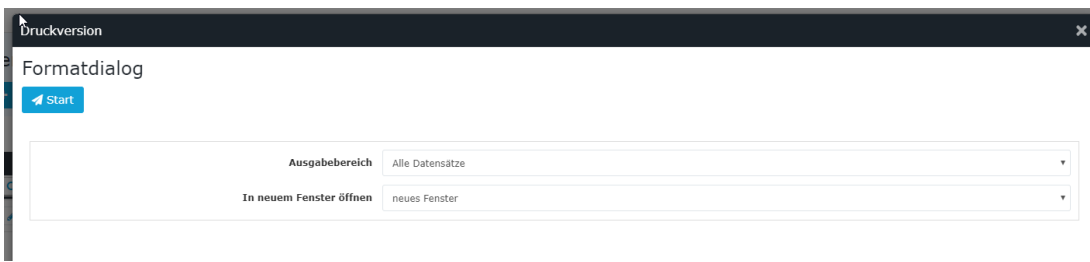 Druckversion
Formatdialog
Start
Ausgabebereich Alle Datensätze
In neuem Fenster öffnen neues Fenster